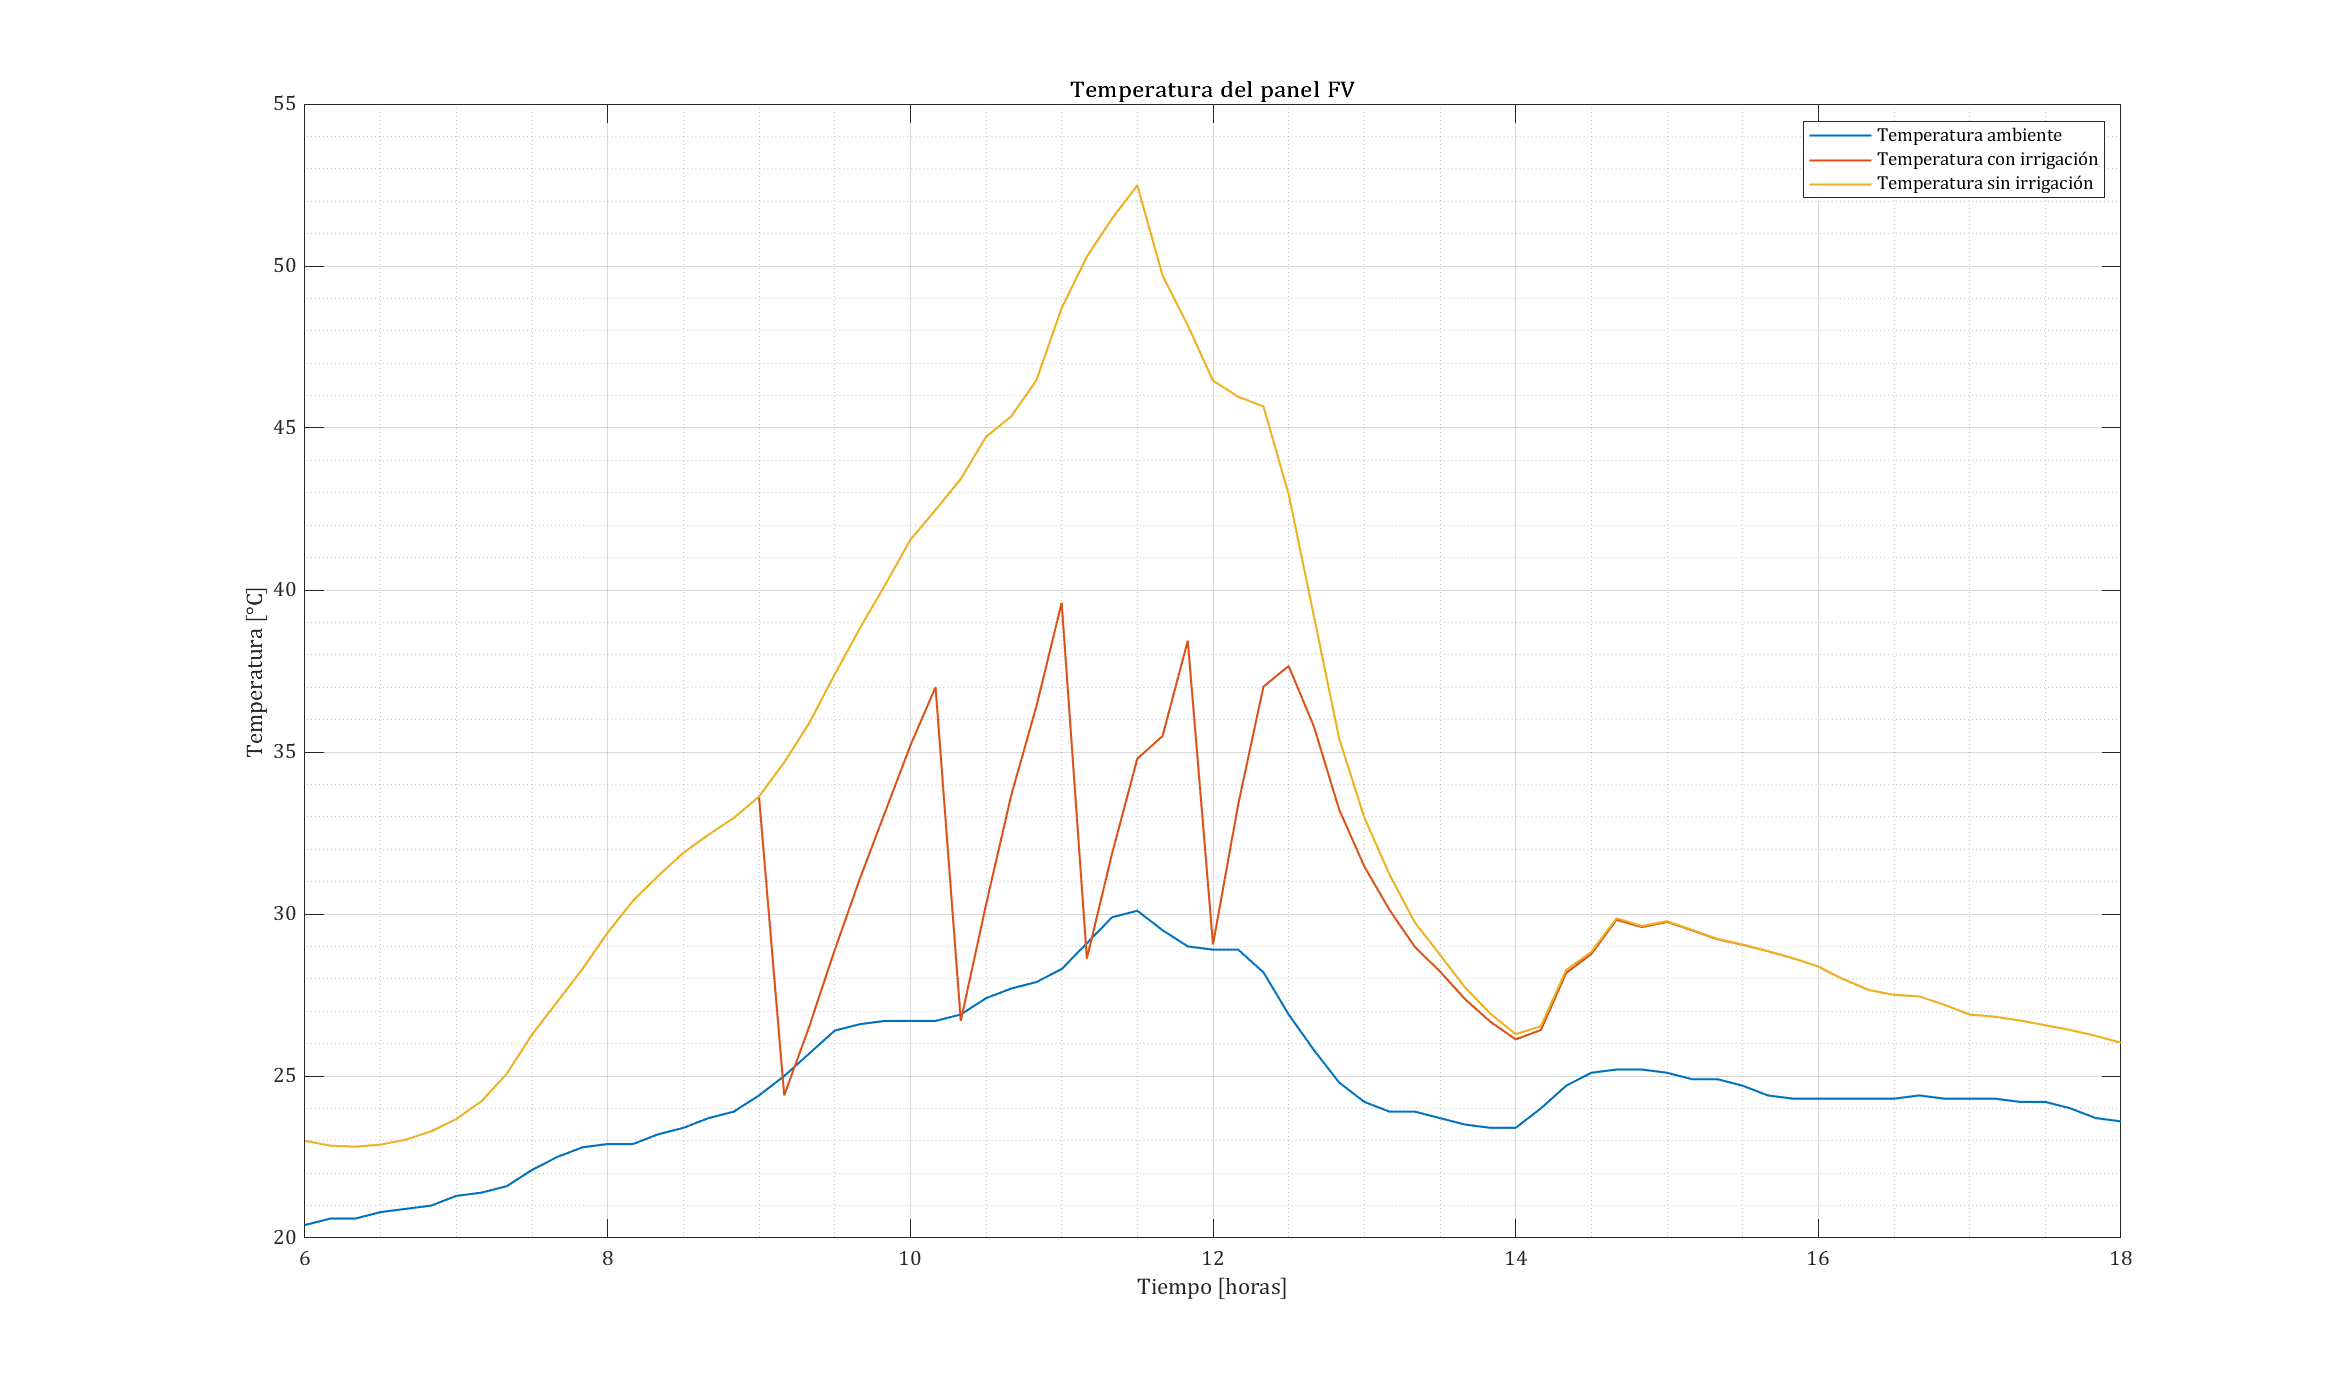 Temperatura del panel FV
55
50
45
40
35
30
25
20
Temperatura [°C]
Temperatura ambiente
Temperatura con irrigación
Temperatura sin irrigación
6 8 10 12 14 16 18
Tiempo [horas]